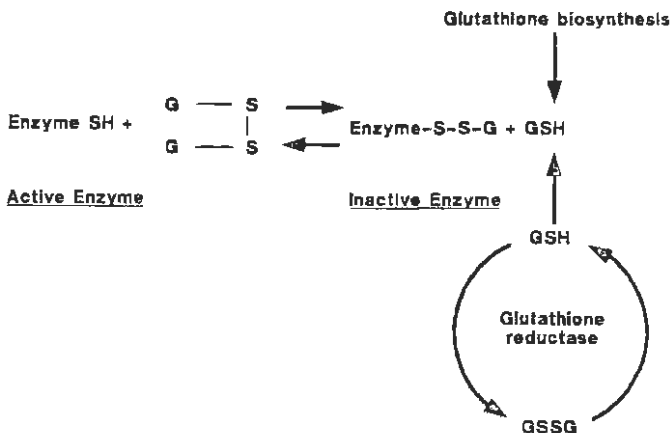 Glutathione biosynthesis
G — S
Enzyme SH +
Enzyme-S-S-G + GSH
G — S
Active Enzyme
Inactive Enzyme
GSH
Glutathione
reductase
GSSG